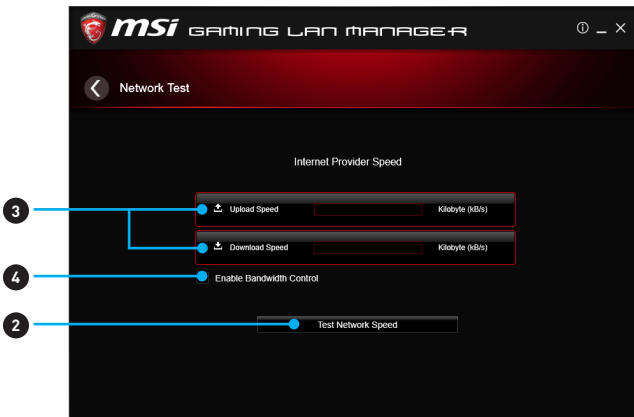 msi GAMING LAN MANAGER
Network Test
Internet Provider Speed
3
Upload Speed Kilobyte (kB/s)
Download Speed Kilobyte (kB/s)
4 Enable Bandwidth Control
2 Test Network Speed